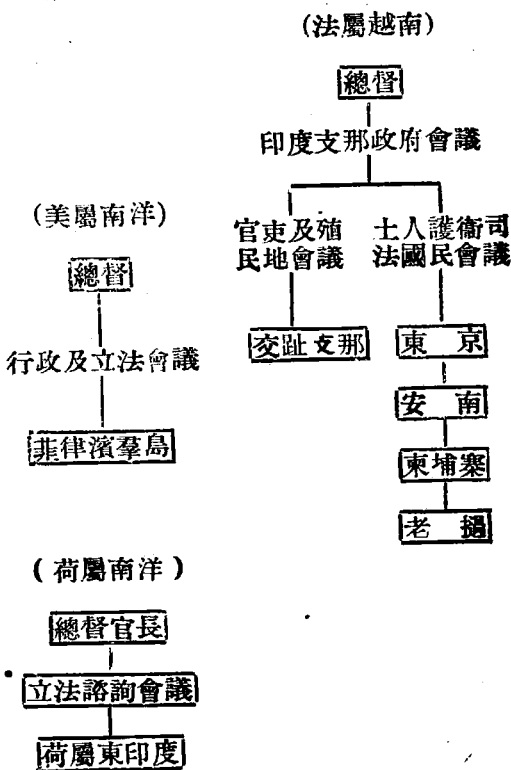 (法屬越南)
總督
印度支那政府會議
官吏及殖
民地會議
土人護衞司
法國民會議
交趾支那
東京
安南
柬埔寨
老撾
(美屬南洋)
總督
行政及立法會議
菲律濱羣島
(荷屬南洋)
總督官長
立法諮詢會議
荷屬東印度